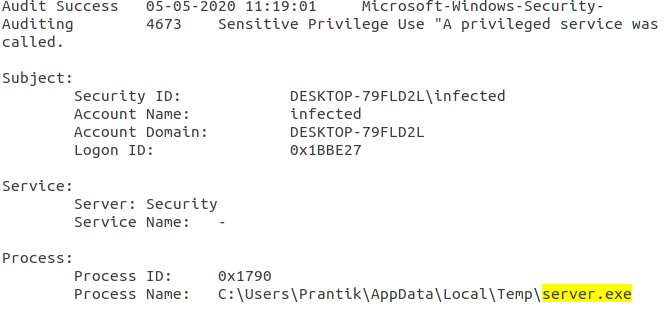 Audit Success   05-05-2020 11:19:01     Microsoft-Windows-Security-
Auditing        4673    Sensitive Privilege Use "A privileged service was
called.
Subject:
Security ID:            DESKTOP-79FLD2L\infected
Account Name:           infected
Account Domain:         DESKTOP-79FLD2L
Logon ID:               0x1BBE27
Service:
Server: Security
Service Name:   -
Process:
Process ID:     0x1790
Process Name:   C:\Users\Prantik\AppData\Local\Temp\server.exe